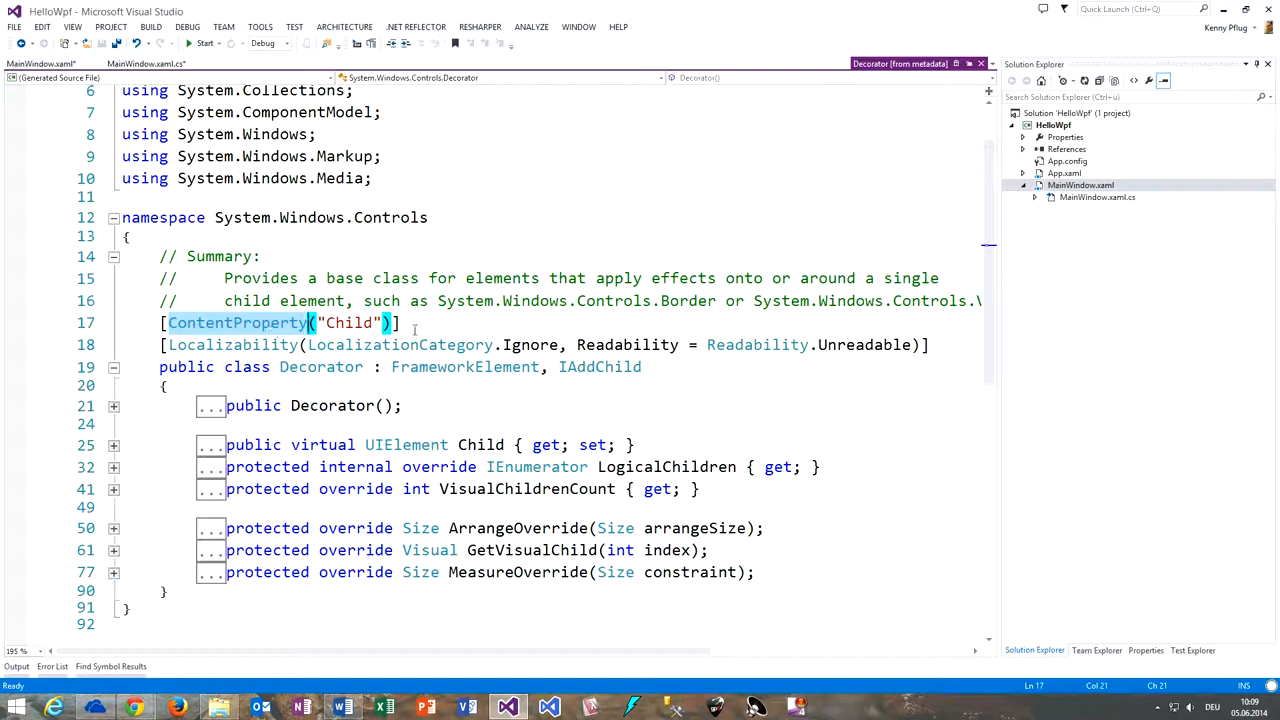 HelloWpf - Microsoft Visual Studio
Quick Launch (Ctrl+Q)
FILE EDIT VIEW PROJECT BUILD DEBUG TEAM TOOLS TEST ARCHITECTURE .NET REFLECTOR RESHARPER ANALYZE WINDOW HELP
Kenny Pflug
Start Debug
MainWindow.xaml* MainWindow.xaml.cs* Decorator [from metadata]
Solution Explorer
(Generated Source File) System.Windows.Controls.Decorator Decorator()
Search Solution Explorer (Ctrl+ü)
Solution 'HelloWpf' (1 project)
HelloWpf
Properties
References
App.config
App.xaml
MainWindow.xaml
MainWindow.xaml.cs
6 using System.Collections;
7 using System.ComponentModel;
8 using System.Windows;
9 using System.Windows.Markup;
10 using System.Windows.Media;
11
12 namespace System.Windows.Controls
13 {
14 // Summary:
15 //     Provides a base class for elements that apply effects onto or around a single
16 //     child element, such as System.Windows.Controls.Border or System.Windows.Controls.
17 [ContentProperty("Child")]
18 [Localizability(LocalizationCategory.Ignore, Readability = Readability.Unreadable)]
19 public class Decorator : FrameworkElement, IAddChild
20 {
21 ...public Decorator();
24
25 ...public virtual UIElement Child { get; set; }
32 ...protected internal override IEnumerator LogicalChildren { get; }
41 ...protected override int VisualChildrenCount { get; }
49
50 ...protected override Size ArrangeOverride(Size arrangeSize);
61 ...protected override Visual GetVisualChild(int index);
77 ...protected override Size MeasureOverride(Size constraint);
90 }
91 }
92
195 %
Solution Explorer Team Explorer Properties Test Explorer
Output Error List Find Symbol Results
Ready Ln 17 Col 21 Ch 21 INS
DEU 10:09
05.06.2014